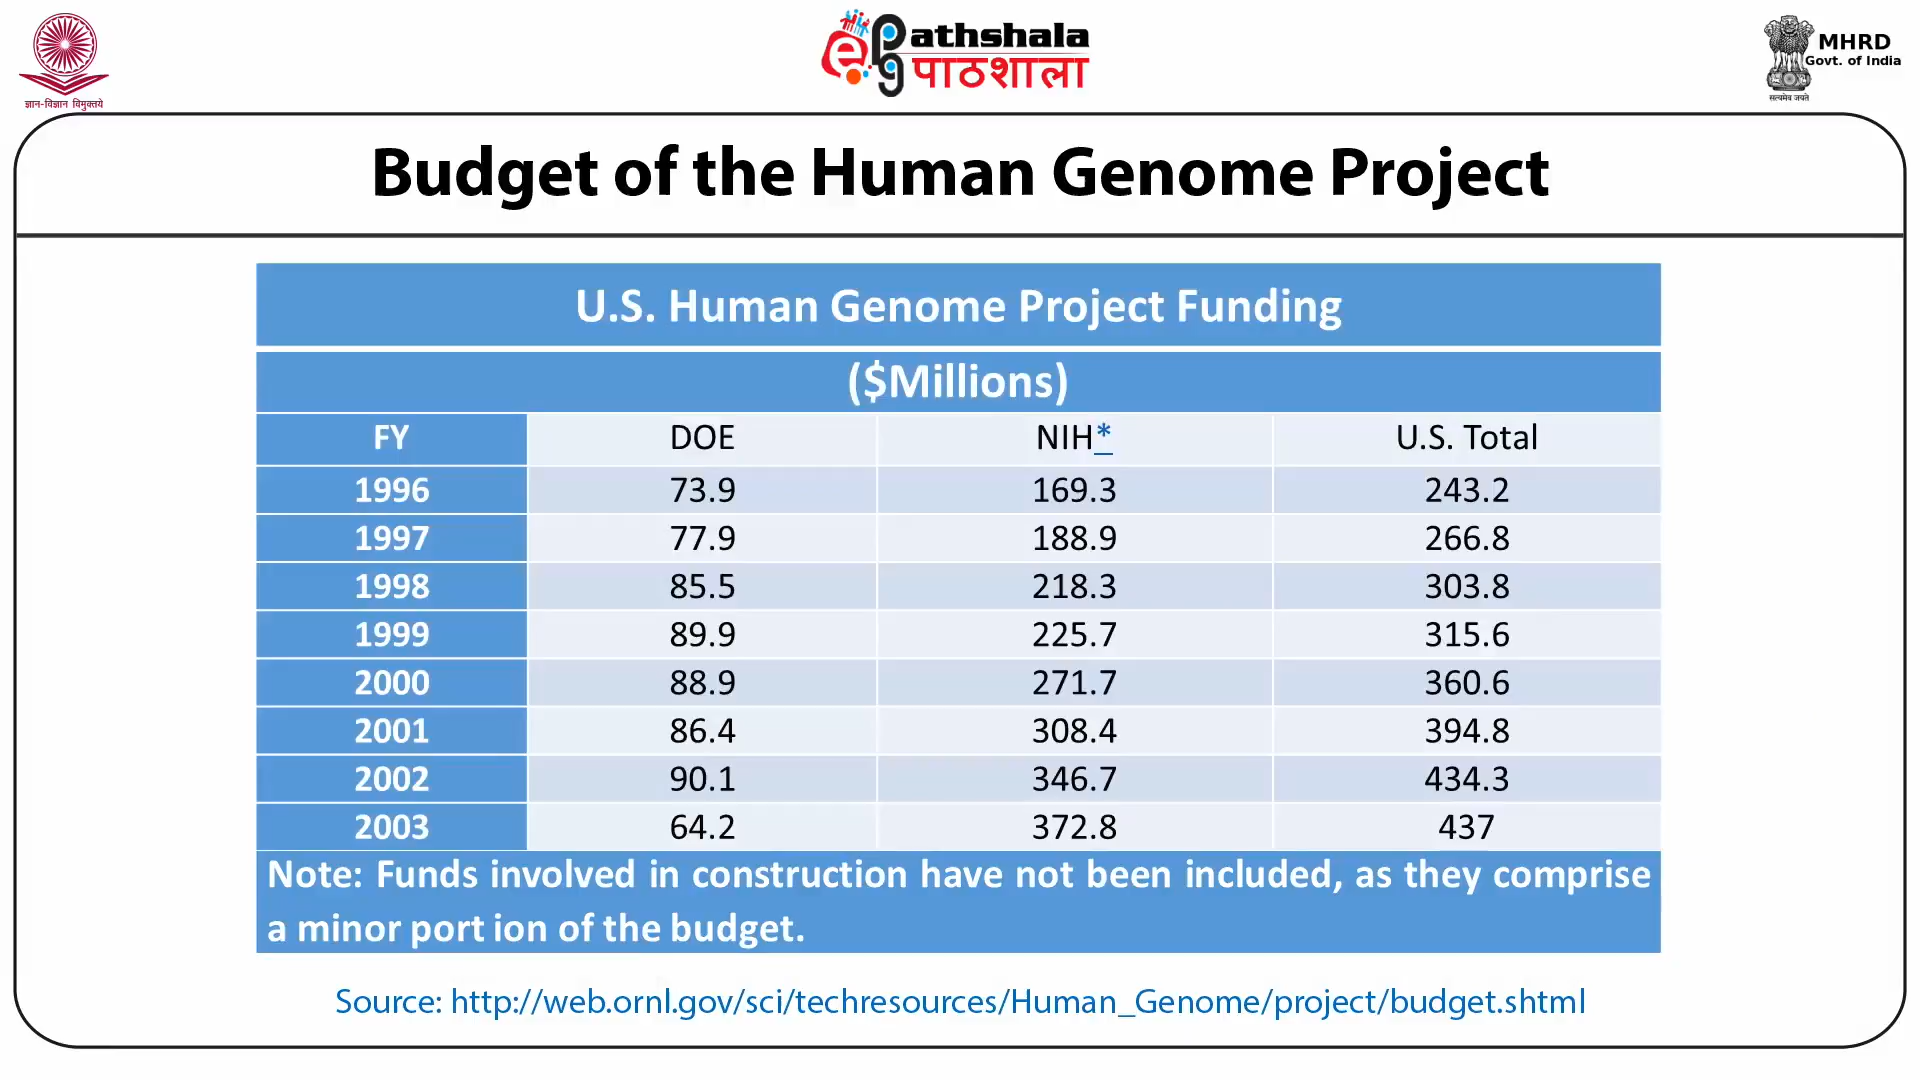 ज्ञान-विज्ञान विमुक्तये
ePathshala
पाठशाला
MHRD
Govt. of India
सत्यमेव जयते
Budget of the Human Genome Project
U.S. Human Genome Project Funding
($Millions)
FY DOE NIH* U.S. Total
1996 73.9 169.3 243.2
1997 77.9 188.9 266.8
1998 85.5 218.3 303.8
1999 89.9 225.7 315.6
2000 88.9 271.7 360.6
2001 86.4 308.4 394.8
2002 90.1 346.7 434.3
2003 64.2 372.8 437
Note: Funds involved in construction have not been included, as they comprise
a minor port ion of the budget.
Source: http://web.ornl.gov/sci/techresources/Human_Genome/project/budget.shtml